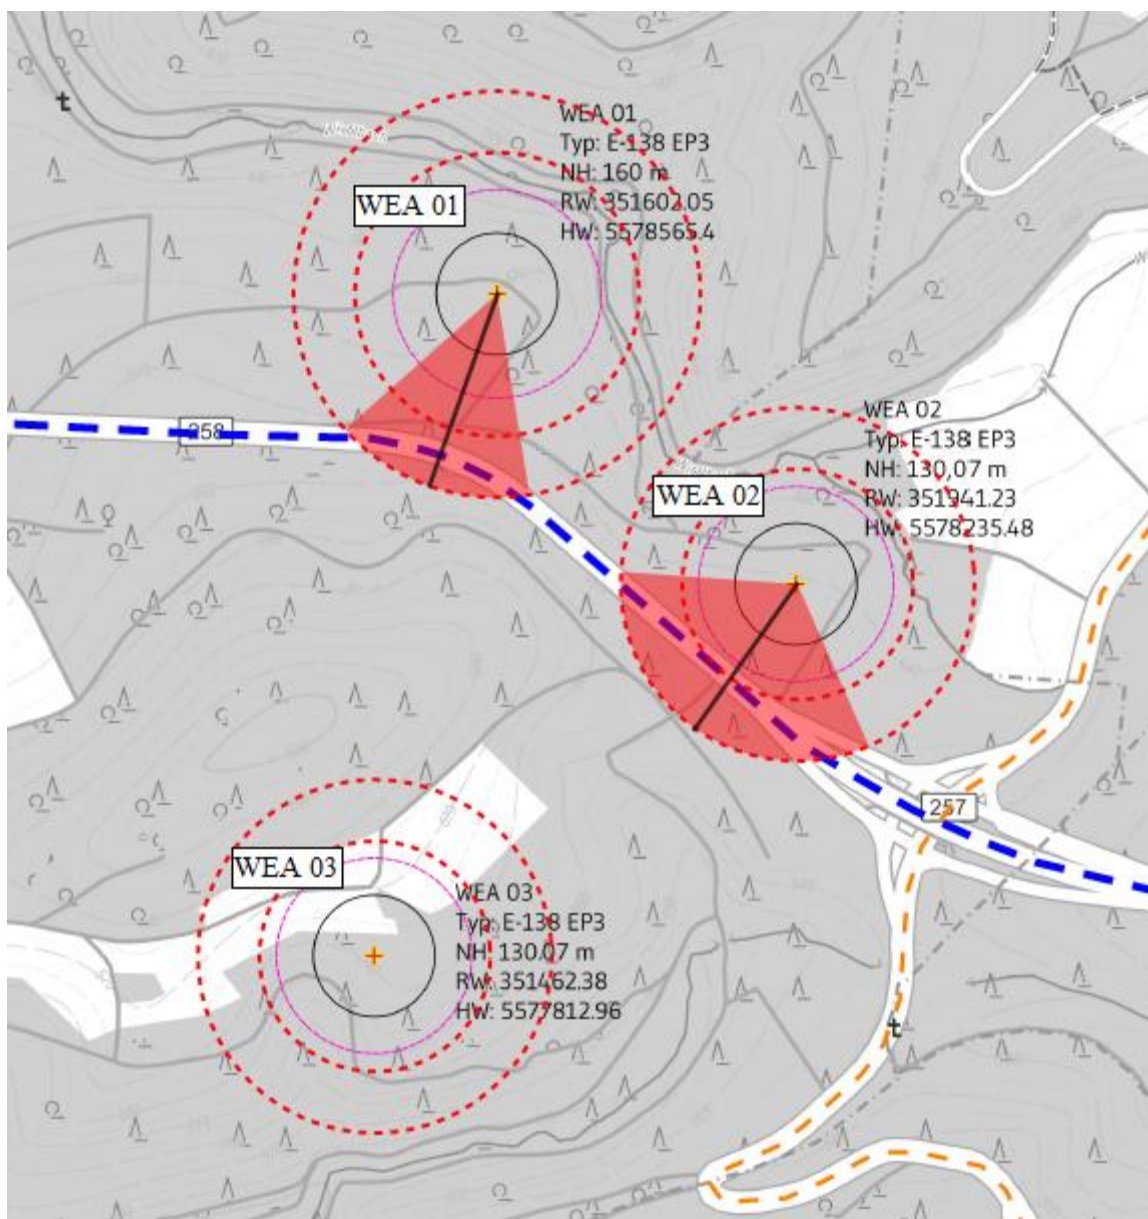 WEA 01
Typ: E-138 EP3
NH: 160 m
RW: 351602.05
HW: 5578565.4
WEA 01
258
WEA 02
Typ: E-138 EP3
NH: 130,07 m
RW: 351941.23
HW: 5578235.48
WEA 02
257
WEA 03
WEA 03
Typ: E-138 EP3
NH: 130.07 m
RW: 351462.38
HW: 5577812.96